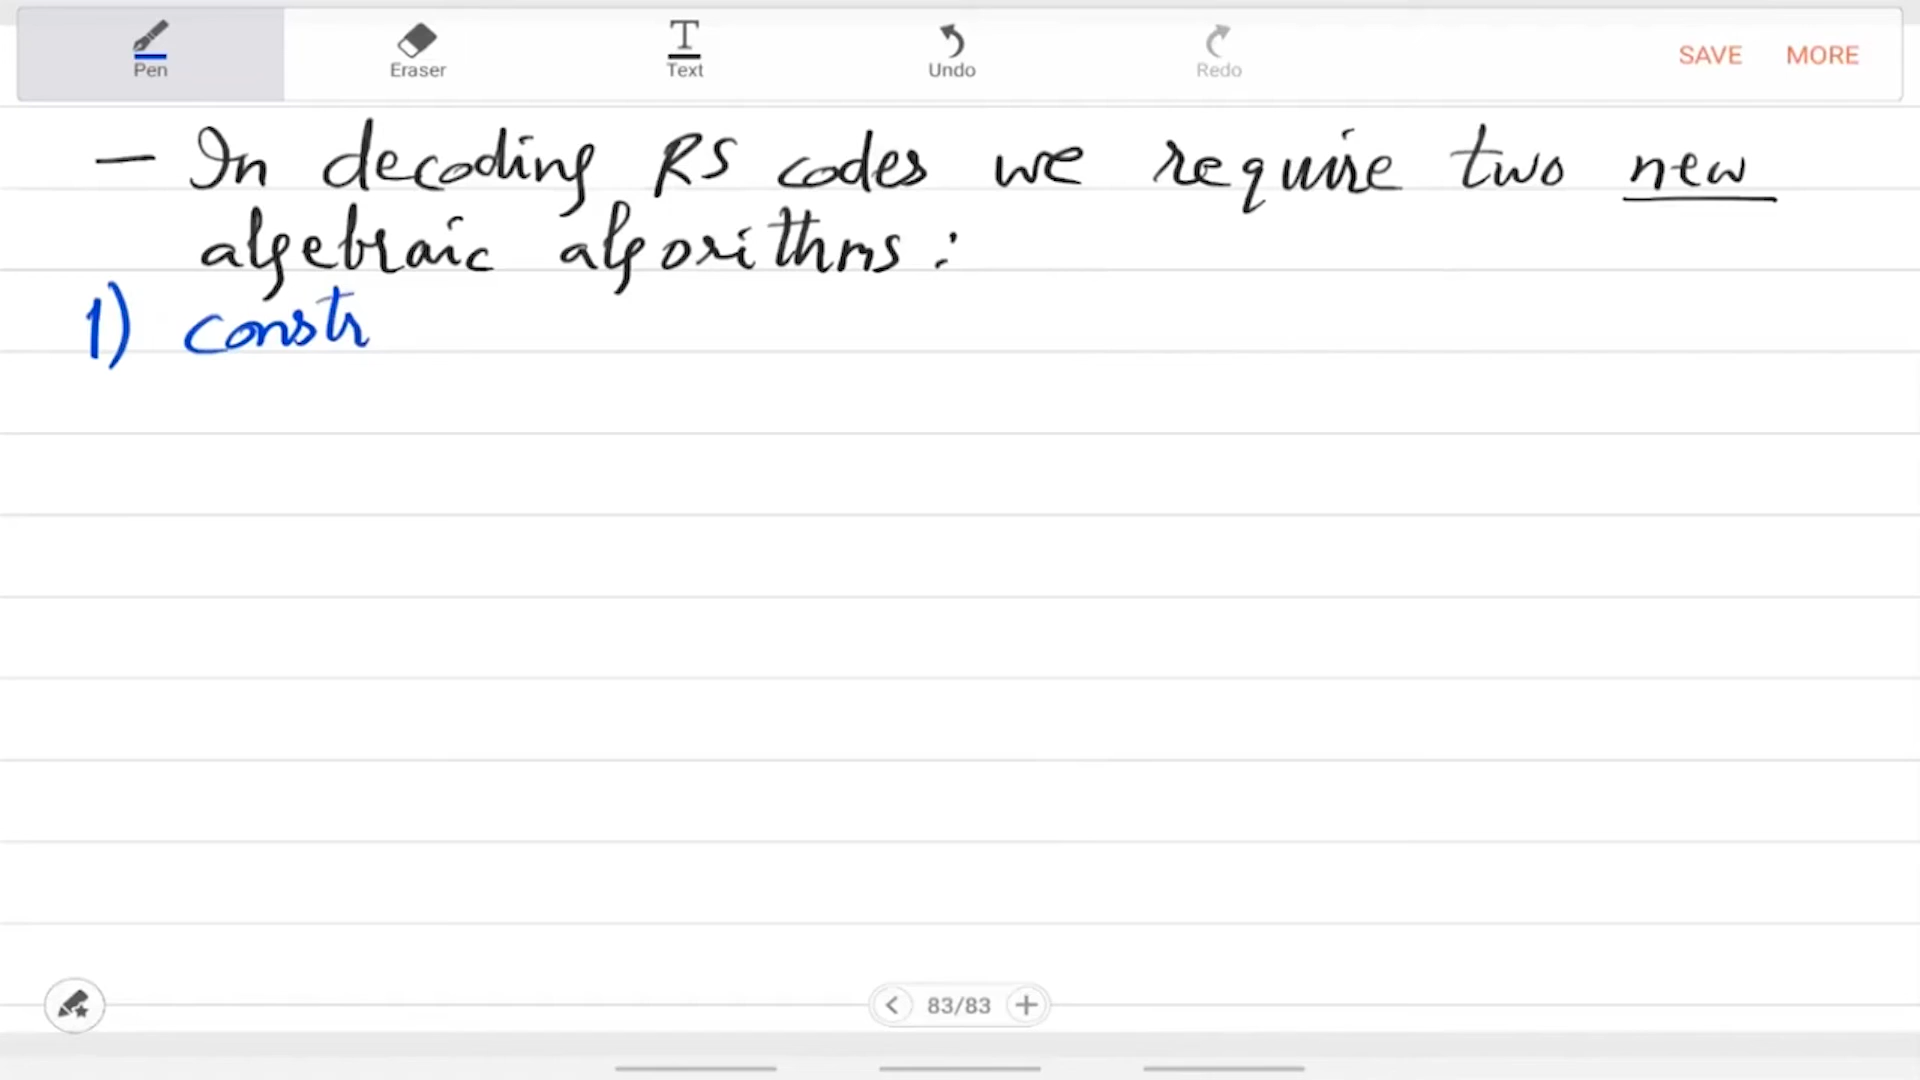 Pen
Eraser
Text
Undo
Redo
SAVE
MORE
— In decoding RS codes we require two new
algebraic algorithms :
1) constr
83/83